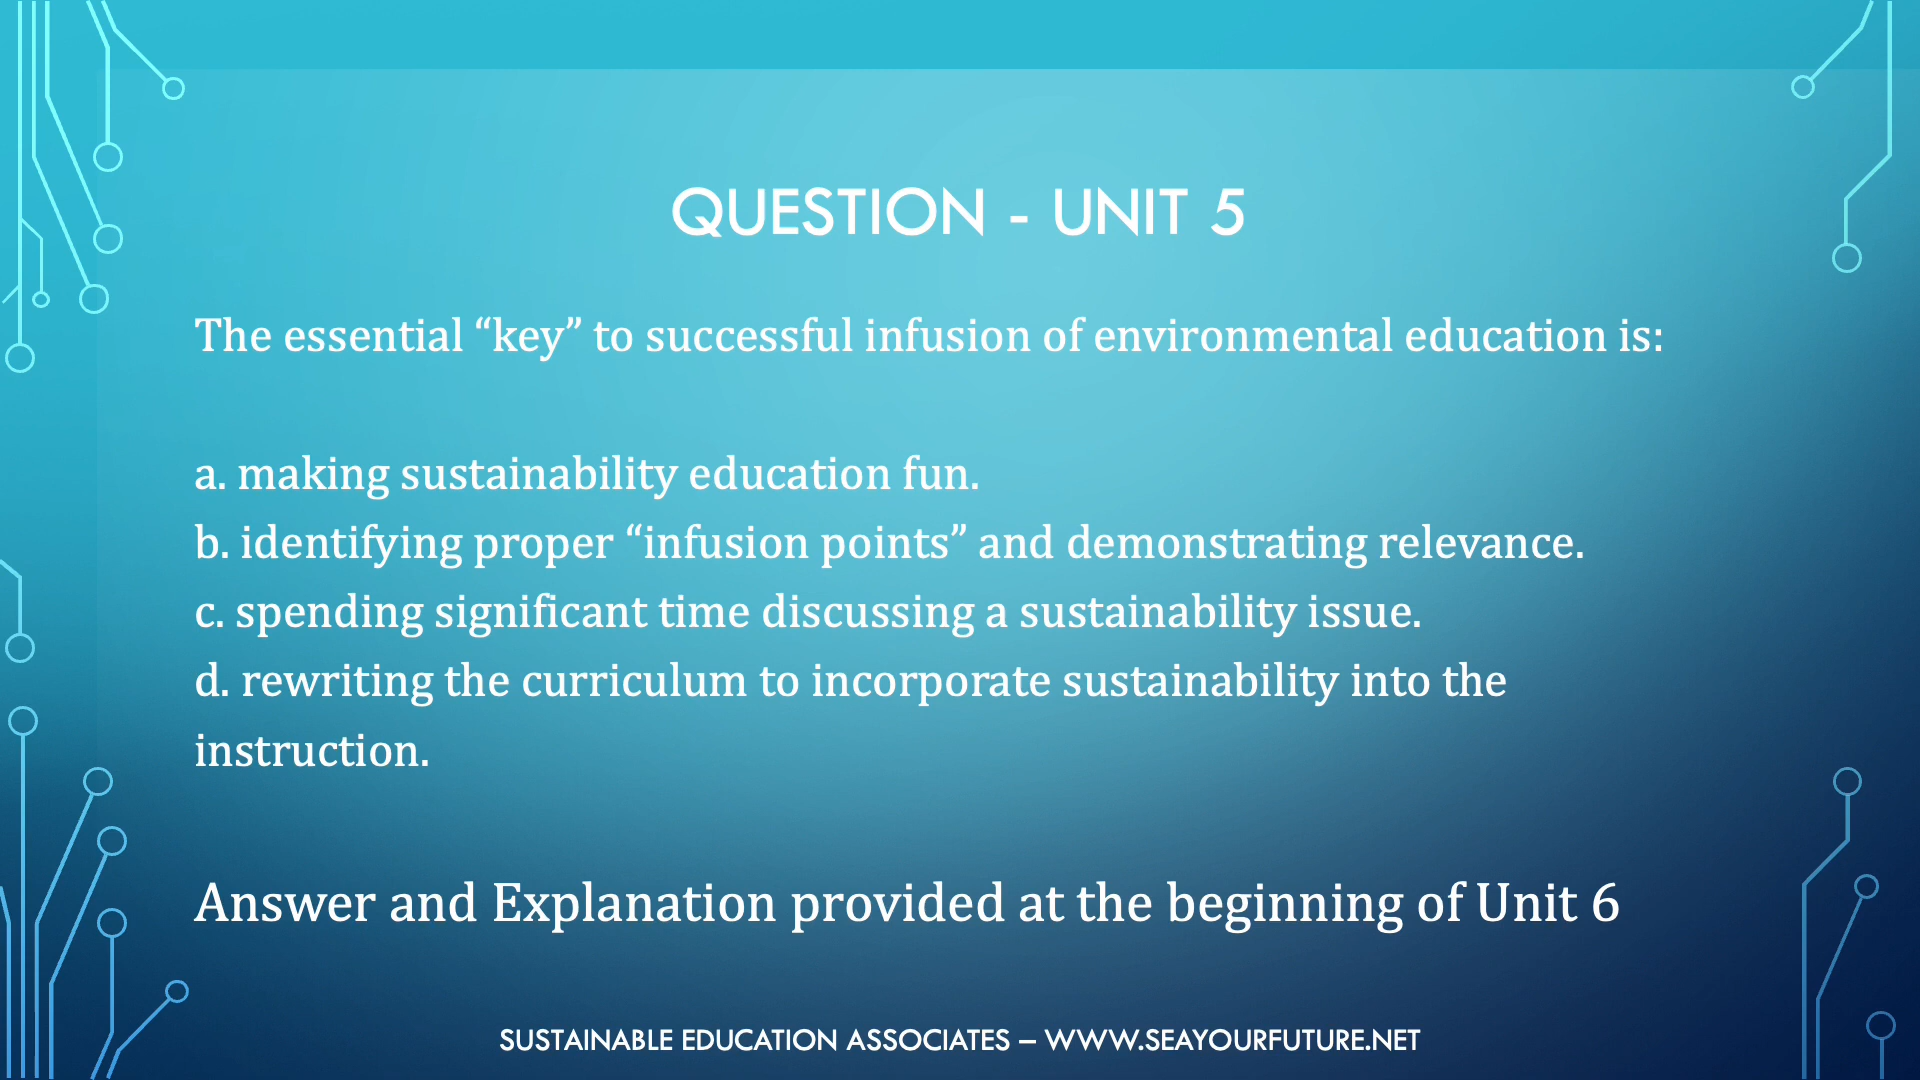 QUESTION - UNIT 5
The essential “key” to successful infusion of environmental education is:
a. making sustainability education fun.
b. identifying proper “infusion points” and demonstrating relevance.
c. spending significant time discussing a sustainability issue.
d. rewriting the curriculum to incorporate sustainability into the
instruction.
Answer and Explanation provided at the beginning of Unit 6
SUSTAINABLE EDUCATION ASSOCIATES – WWW.SEAYOURFUTURE.NET